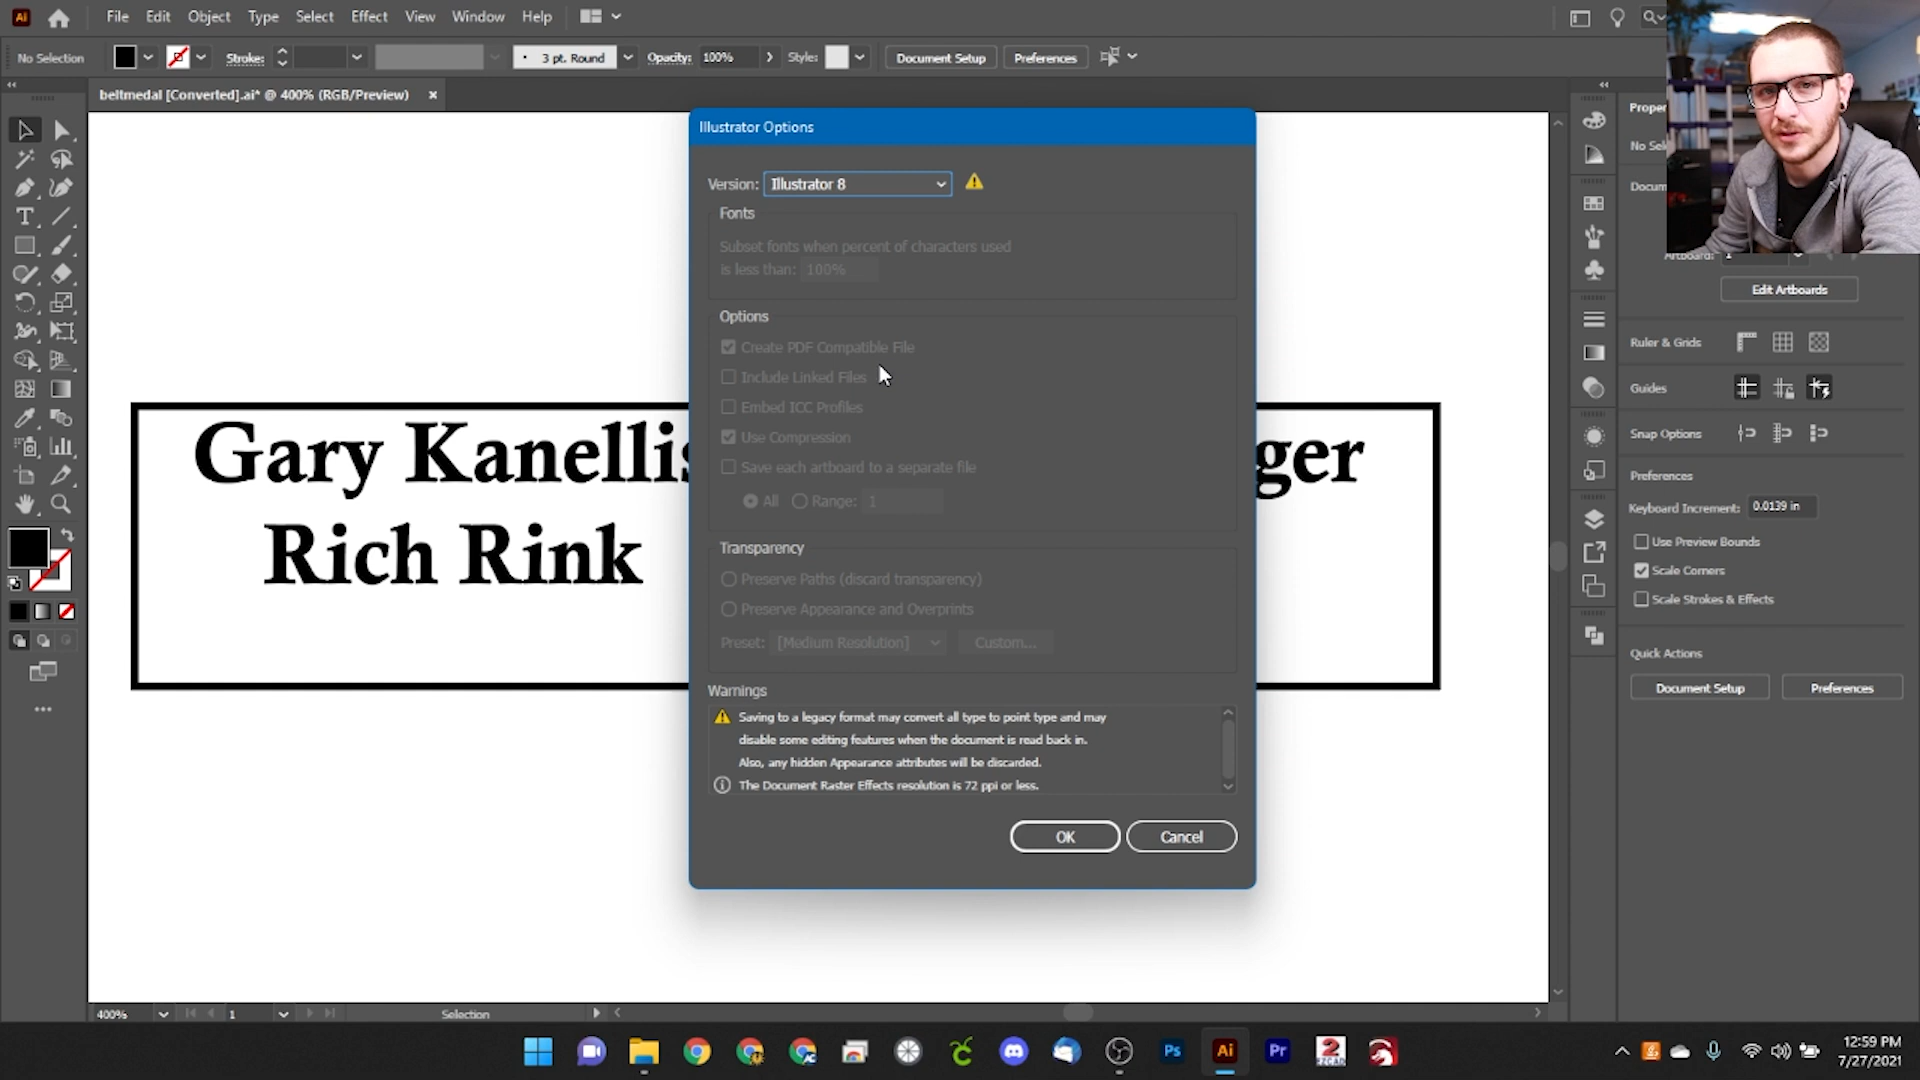 Ai File Edit Object Type Select Effect View Window Help
No Selection Stroke: 3 pt. Round Opacity: 100% Style: Document Setup Preferences
beltmedal [Converted].ai* @ 400% (RGB/Preview)
Illustrator Options
Version: Illustrator 8
Fonts
Subset fonts when percent of characters used
is less than: 100%
Options
Create PDF Compatible File
Include Linked Files
Embed ICC Profiles
Use Compression
Save each artboard to a separate file
All Range: 1
Transparency
Preserve Paths (discard transparency)
Preserve Appearance and Overprints
Preset: [Medium Resolution] Custom...
Warnings
Saving to a legacy format may convert all type to point type and may
disable some editing features when the document is read back in.
Also, any hidden Appearance attributes will be discarded.
The Document Raster Effects resolution is 72 ppi or less.
OK Cancel
Gary Kanellis
ger
Rich Rink
Proper
No Sel
Docum
Artboard: 1
Edit Artboards
Ruler & Grids
Guides
Snap Options
Preferences
Keyboard Increment: 0.0139 in
Use Preview Bounds
Scale Corners
Scale Strokes & Effects
Quick Actions
Document Setup Preferences
400% 1 Selection
Ps Ai Pr 2 EZCAD
12:59 PM
7/27/2021